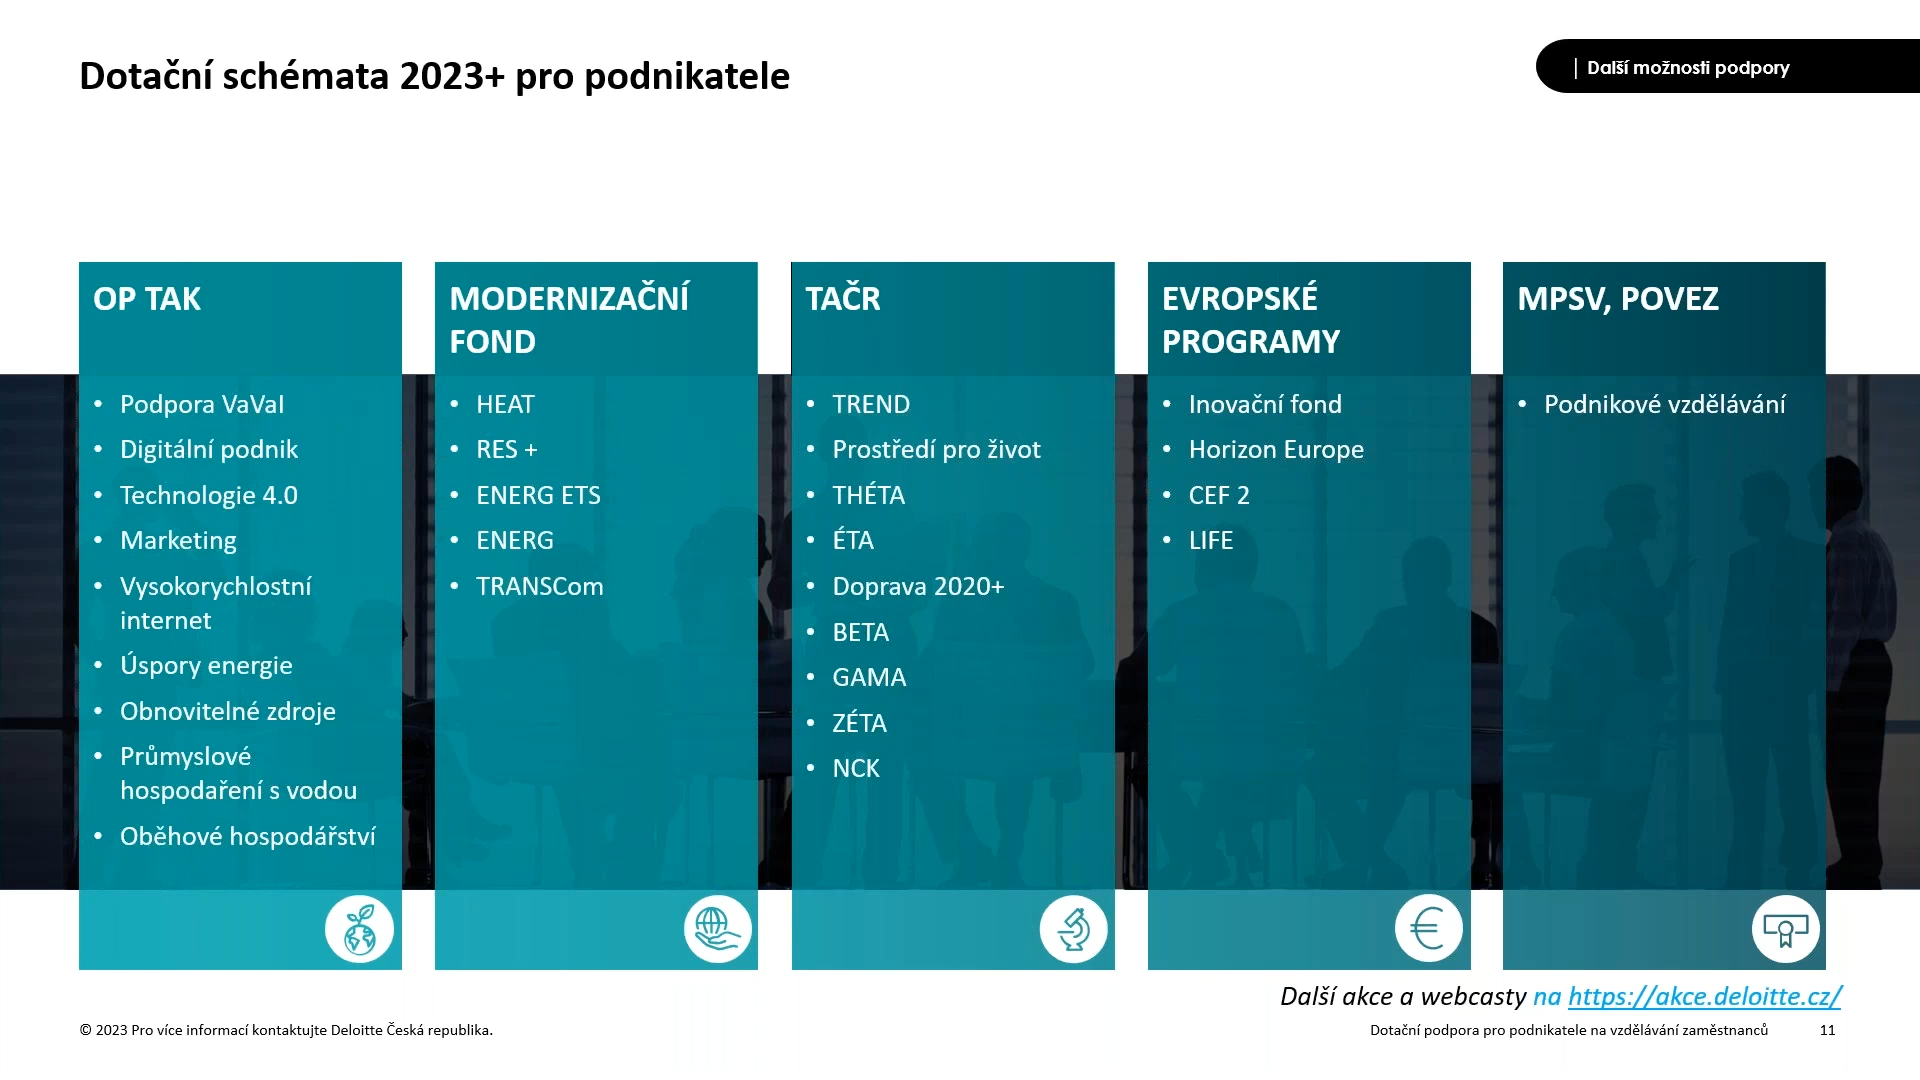 Dotační schémata 2023+ pro podnikatele
| Další možnosti podpory
OP TAK
• Podpora VaVaI
• Digitální podnik
• Technologie 4.0
• Marketing
• Vysokorychlostní
internet
• Úspory energie
• Obnovitelné zdroje
• Průmyslové
hospodaření s vodou
• Oběhové hospodářství
MODERNIZAČNÍ
FOND
• HEAT
• RES +
• ENERG ETS
• ENERG
• TRANSCom
TAČR
• TREND
• Prostředí pro život
• THÉTA
• ÉTA
• Doprava 2020+
• BETA
• GAMA
• ZÉTA
• NCK
EVROPSKÉ
PROGRAMY
• Inovační fond
• Horizon Europe
• CEF 2
• LIFE
MPSV, POVEZ
• Podnikové vzdělávání
Další akce a webcasty na https://akce.deloitte.cz/
© 2023 Pro více informací kontaktujte Deloitte Česká republika.
Dotační podpora pro podnikatele na vzdělávání zaměstnanců 11